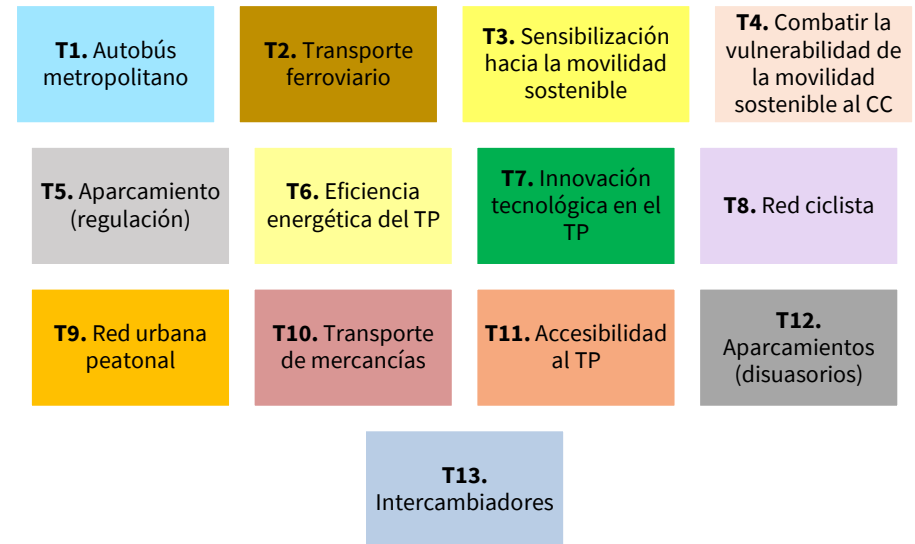 T1. Autobús
metropolitano
T2. Transporte
ferroviario
T3. Sensibilización
hacia la movilidad
sostenible
T4. Combatir la
vulnerabilidad de
la movilidad
sostenible al CC
T5. Aparcamiento
(regulación)
T6. Eficiencia
energética del TP
T7. Innovación
tecnológica en el
TP
T8. Red ciclista
T9. Red urbana
peatonal
T10. Transporte
de mercancías
T11. Accesibilidad
al TP
T12.
Aparcamientos
(disuasorios)
T13.
Intercambiadores